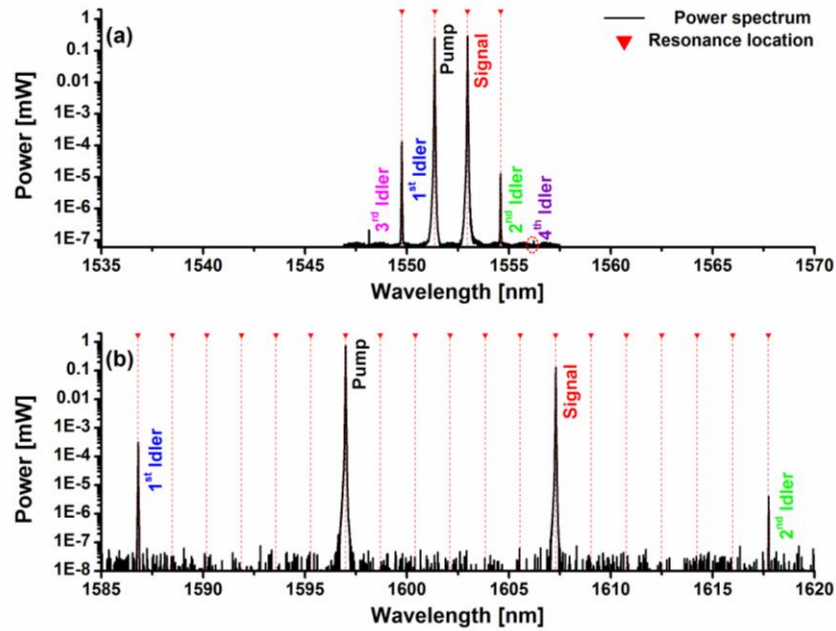 (a)
Power spectrum
Resonance location
Power [mW]
1
0.1
0.01
1E-3
1E-4
1E-5
1E-6
1E-7
3rd Idler
1st Idler
Pump
Signal
2nd Idler
4th Idler
1535 1540 1545 1550 1555 1560 1565 1570
Wavelength [nm]
(b)
Power [mW]
1
0.1
0.01
1E-3
1E-4
1E-5
1E-6
1E-7
1E-8
1st Idler
Pump
Signal
2nd Idler
1585 1590 1595 1600 1605 1610 1615 1620
Wavelength [nm]